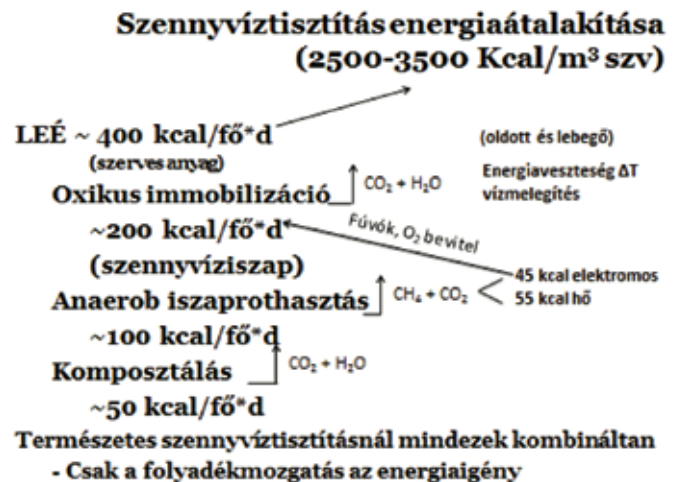 Szennyvíztisztítás energiaátalakítása
(2500-3500 Kcal/m³ szv)
LEÉ ~ 400 kcal/fő*d
(oldott és lebegő)
(szerves anyag)
Energiaveszteség ΔT
vízmelegítés
Oxikus immobilizáció
CO₂ + H₂O
~200 kcal/fő*d
Fúvók, O₂ bevitel
(szennyvíziszap)
45 kcal elektromos
55 kcal hő
Anaerob iszaprothasztás
CH₄ + CO₂
~100 kcal/fő*d
Komposztálás
CO₂ + H₂O
~50 kcal/fő*d
Természetes szennyvíztisztításnál mindezek kombináltan
- Csak a folyadékmozgatás az energiaigény